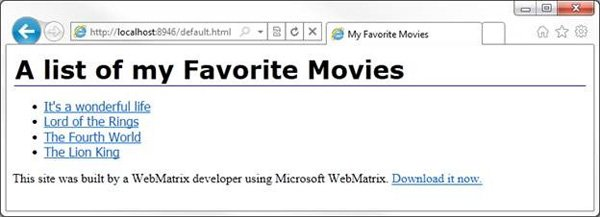 http://localhost:8946/default.html
My Favorite Movies
A list of my Favorite Movies
It's a wonderful life
Lord of the Rings
The Fourth World
The Lion King
This site was built by a WebMatrix developer using Microsoft WebMatrix. Download it now.